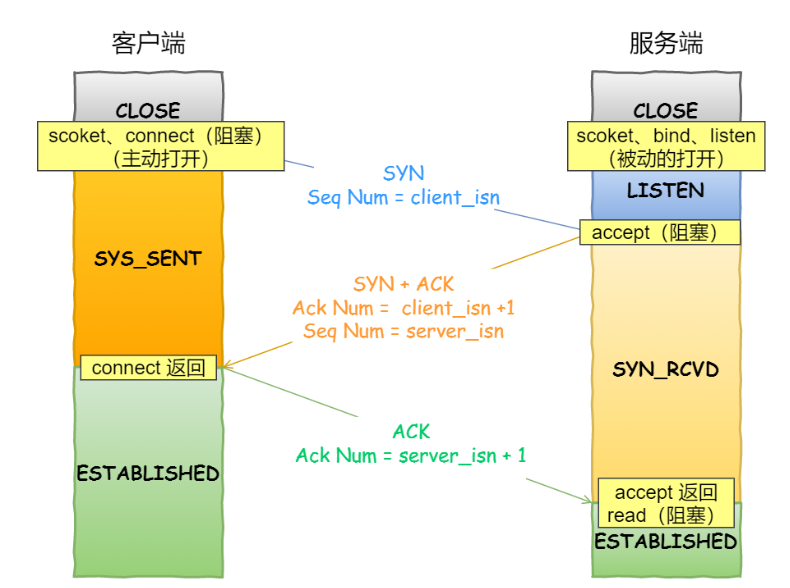 客户端
服务端
CLOSE
CLOSE
scoket、connect（阻塞）
（主动打开）
scoket、bind、listen
（被动的打开）
SYN
Seq Num = client_isn
LISTEN
accept（阻塞）
SYS_SENT
SYN + ACK
Ack Num = client_isn +1
Seq Num = server_isn
connect 返回
SYN_RCVD
ACK
Ack Num = server_isn + 1
ESTABLISHED
accept 返回
read（阻塞）
ESTABLISHED